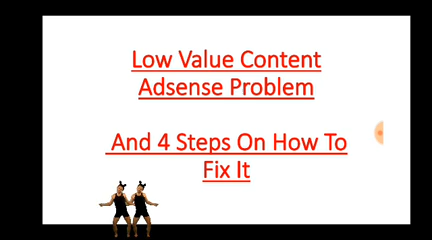 Low Value Content
Adsense Problem
And 4 Steps On How To
Fix It